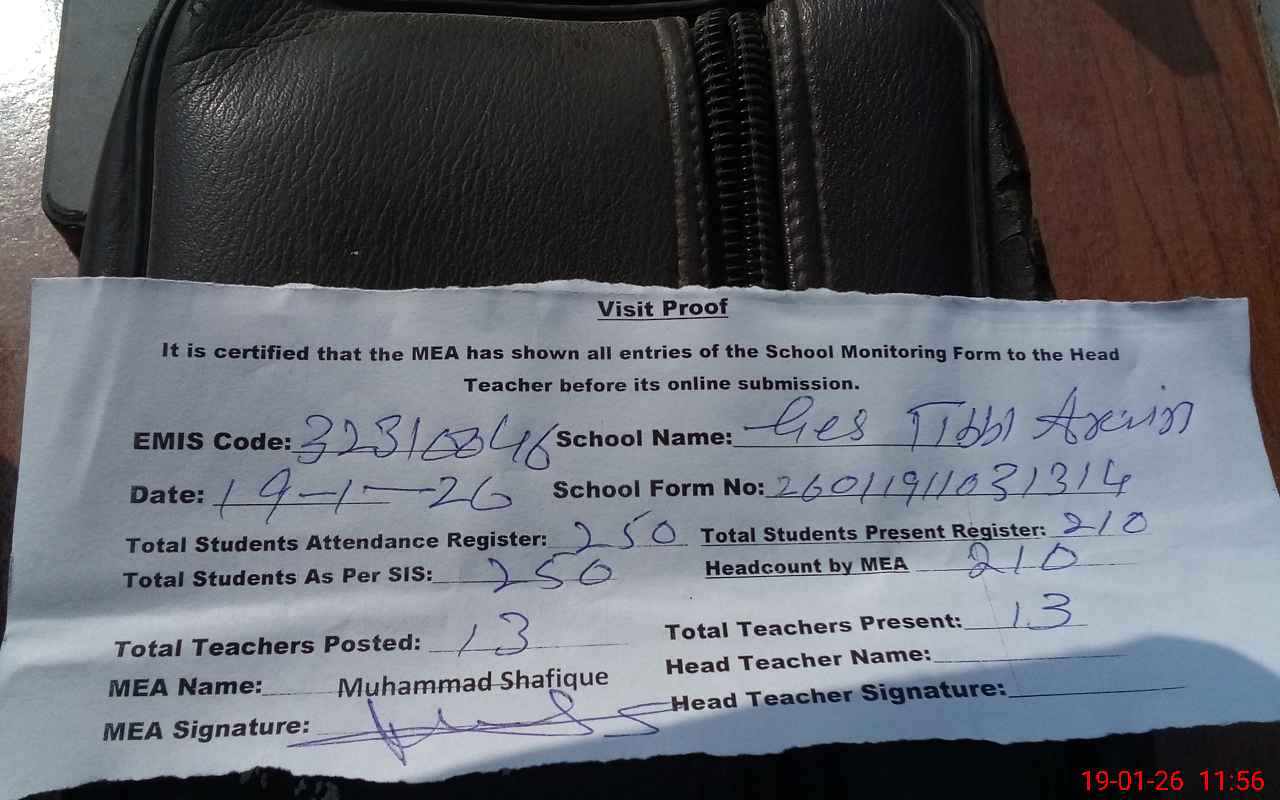 Visit Proof
It is certified that the MEA has shown all entries of the School Monitoring Form to the Head
Teacher before its online submission.
EMIS Code: 32310046 School Name: Ges Tibbi
Date: 19-1-26 School Form No: 26011911031314
Total Students Attendance Register: 250 Total Students Present Register: 210
Total Students As Per SIS: 250 Headcount by MEA 210
Total Teachers Posted: 13 Total Teachers Present: 13
MEA Name: Muhammad Shafique Head Teacher Name:
MEA Signature: Head Teacher Signature:
19-01-26 11:56